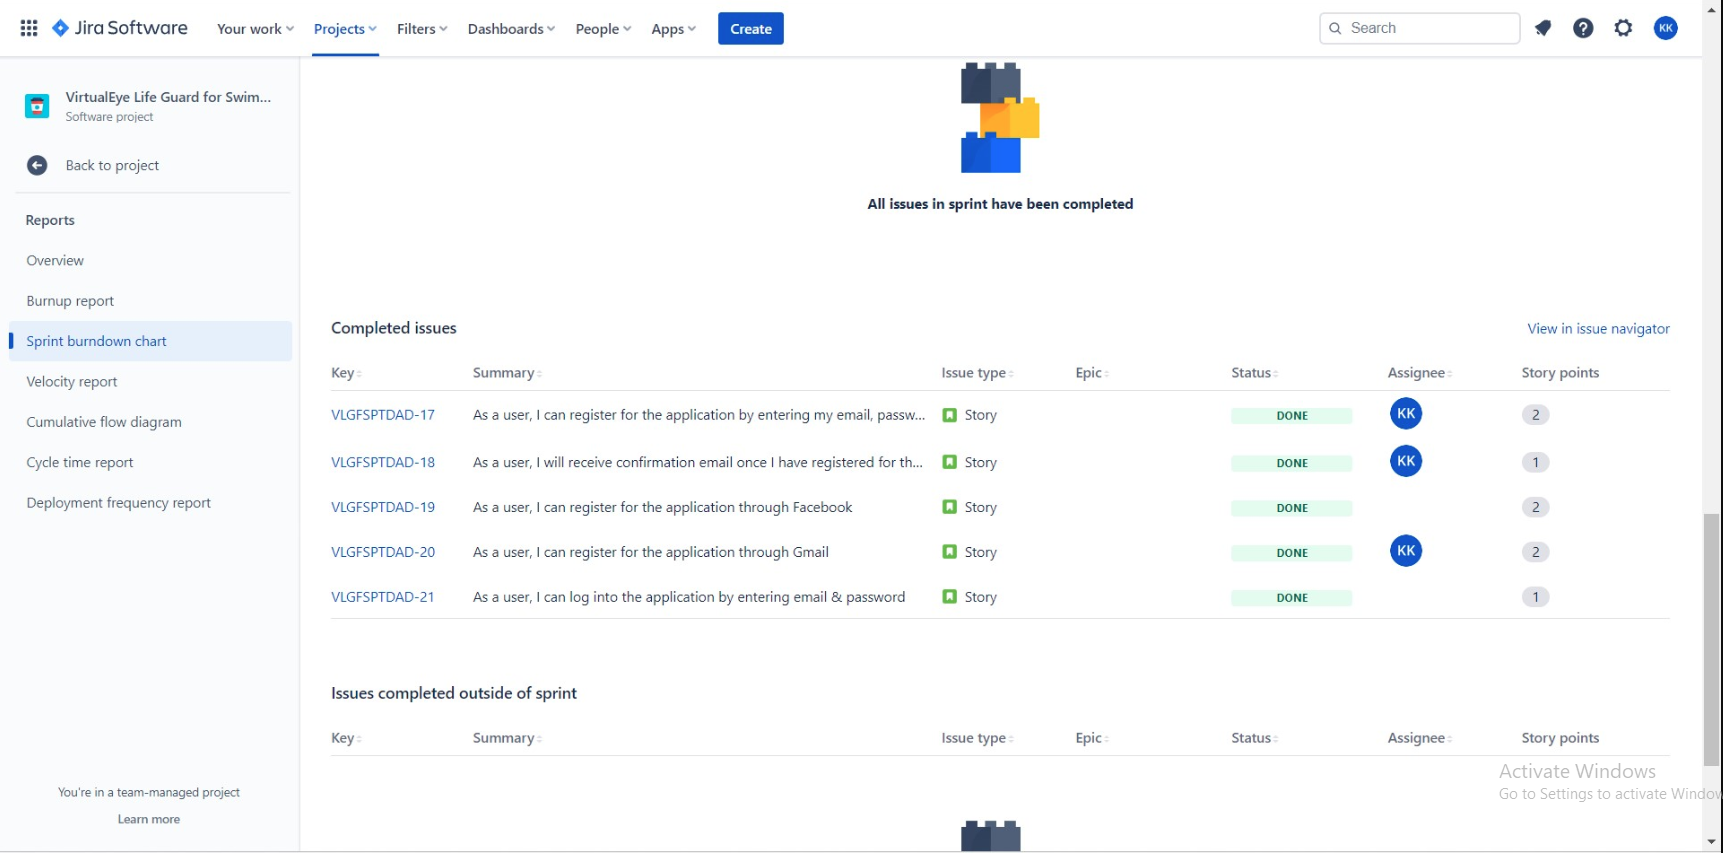 Jira Software Your work Projects Filters Dashboards People Apps Create Search KK
VirtualEye Life Guard for Swim...
Software project
Back to project
Reports
Overview
Burnup report
Sprint burndown chart
Velocity report
Cumulative flow diagram
Cycle time report
Deployment frequency report
You're in a team-managed project
Learn more
All issues in sprint have been completed
Completed issues View in issue navigator
Key Summary Issue type Epic Status Assignee Story points
VLGFSPTDAD-17 As a user, I can register for the application by entering my email, passw... Story DONE KK 2
VLGFSPTDAD-18 As a user, I will receive confirmation email once I have registered for th... Story DONE KK 1
VLGFSPTDAD-19 As a user, I can register for the application through Facebook Story DONE 2
VLGFSPTDAD-20 As a user, I can register for the application through Gmail Story DONE KK 2
VLGFSPTDAD-21 As a user, I can log into the application by entering email & password Story DONE 1
Issues completed outside of sprint
Key Summary Issue type Epic Status Assignee Story points
Activate Windows
Go to Settings to activate Window